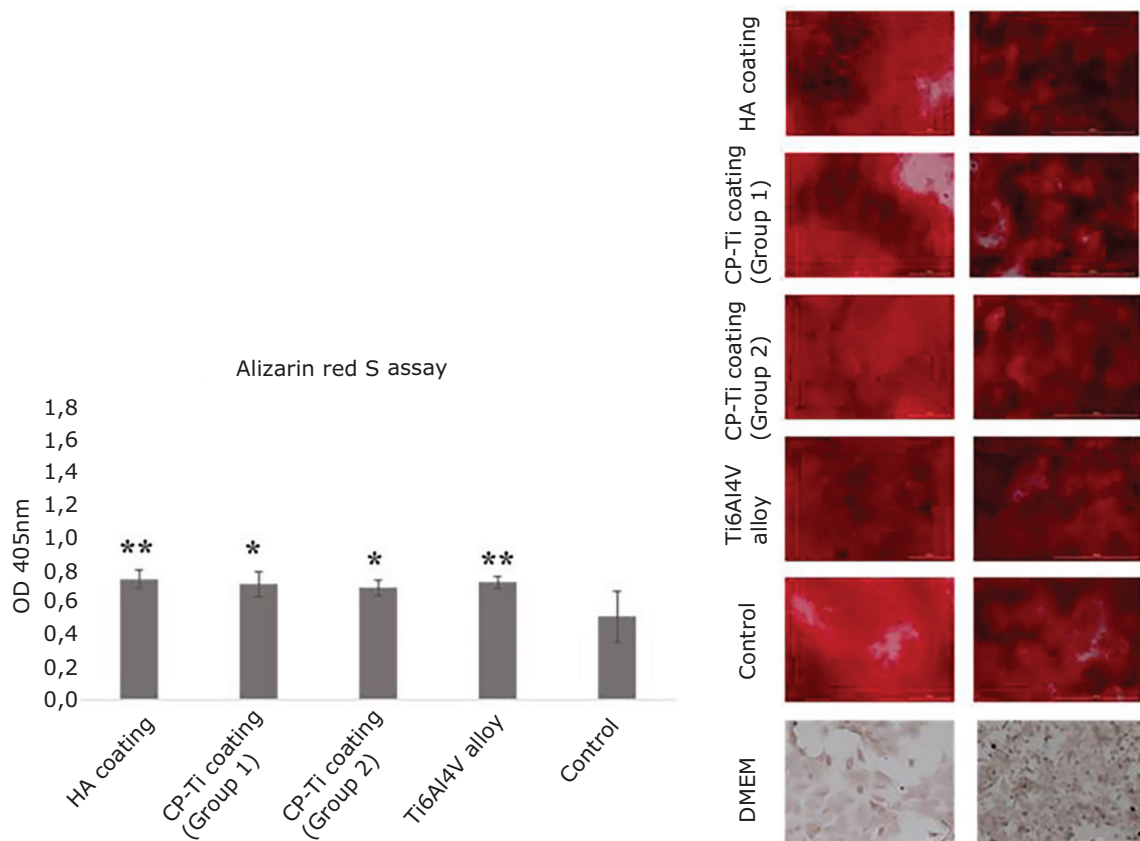 Alizarin red S assay
OD 405nm
1,8
1,6
1,4
1,2
1,0
0,8
0,6
0,4
0,2
0,0
**
*
*
**
HA coating
CP-Ti coating
(Group 1)
CP-Ti coating
(Group 2)
Ti6Al4V alloy
Control
HA coating
CP-Ti coating
(Group 1)
CP-Ti coating
(Group 2)
Ti6Al4V
alloy
Control
DMEM